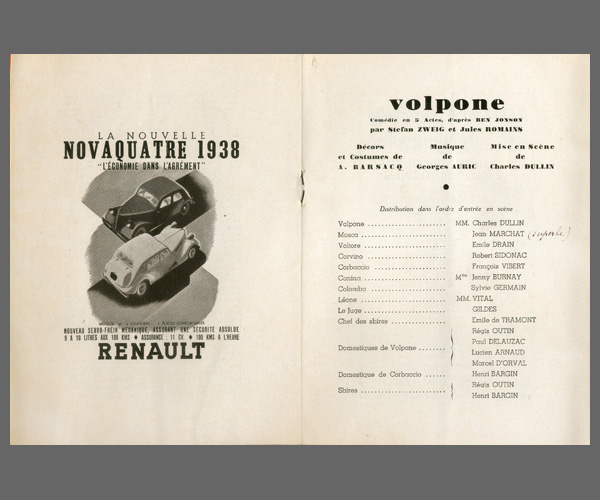 LA NOUVELLE
NOVAQUATRE 1938
"L'ÉCONOMIE DANS L'AGRÉMENT"
NOUVEAU SERVO-FREIN MÉCANIQUE, ASSURANT UNE SÉCURITÉ ABSOLUE
9 A 10 LITRES AUX 100 KMS ◆ ASSURANCE : 11 CV. ◆ 100 KMS A L'HEURE
RENAULT
volpone
Comédie en 5 Actes, d'après BEN JONSON
par Stefan ZWEIG et Jules ROMAINS
Décors
et Costumes de
A. BARSACQ
Musique
de
Georges AURIC
Mise en Scène
de
Charles DULLIN
Distribution dans l'ordre d'entrée en scène
Volpone ........................ MM. Charles DULLIN
Mosca ........................ Jean MARCHAT (superbe)
Voltore ........................ Emile DRAIN
Corvino ........................ Robert SIDONAC
Corbaccio ........................ François VIBERT
Canina ........................ Mmes Jenny BURNAY
Colomba ........................ Sylvie GERMAIN
Léone ........................ MM. VITAL
Le Juge ........................ GILDES
Chef des sbires ........................ Emile de TRAMONT
Domestiques de Volpone ........ Régis OUTIN
Paul DELAUZAC
Lucien ARNAUD
Marcel D'ORVAL
Domestique de Corbaccio ........ Henri BARGIN
Sbires ........................ Régis OUTIN
Henri BARGIN